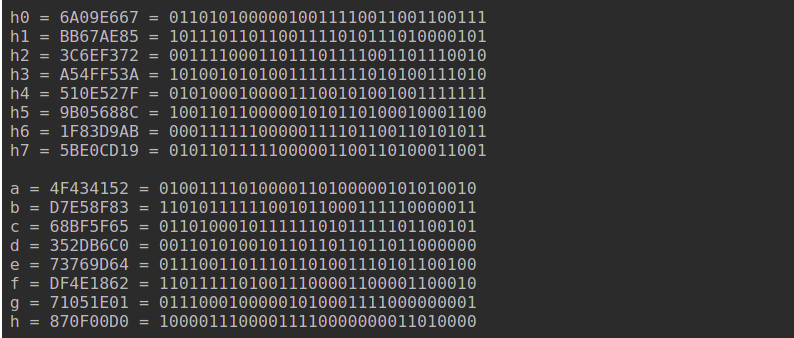 h0 = 6A09E667 = 01101010000010011110011001100111
h1 = BB67AE85 = 10111011011001111010111010000101
h2 = 3C6EF372 = 00111100011011101111001101110010
h3 = A54FF53A = 10100101010011111111010100111010
h4 = 510E527F = 01010001000011100101001001111111
h5 = 9B05688C = 10011011000001010110100010001100
h6 = 1F83D9AB = 00011111100000111101100110101011
h7 = 5BE0CD19 = 01011011111000001100110100011001
a = 4F434152 = 01001111010000110100000101010010
b = D7E58F83 = 11010111111001011000111110000011
c = 68BF5F65 = 01101000101111110101111101100101
d = 352DB6C0 = 00110101001011011011011011000000
e = 73769D64 = 01110011011101101001110101100100
f = DF4E1862 = 11011111010011100001100001100010
g = 71051E01 = 01110001000001010001111000000001
h = 870F00D0 = 10000111000011110000000011010000